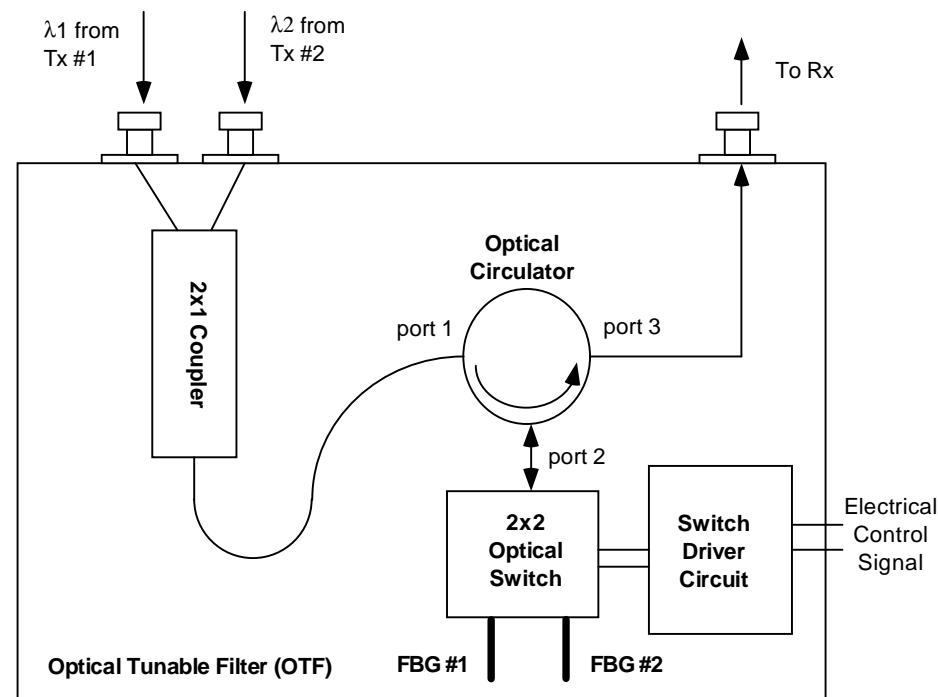 λ1 from
Tx #1
λ2 from
Tx #2
To Rx
Optical
Circulator
2x1 Coupler
port 1
port 3
port 2
2x2
Optical
Switch
Switch
Driver
Circuit
Electrical
Control
Signal
Optical Tunable Filter (OTF)
FBG #1
FBG #2